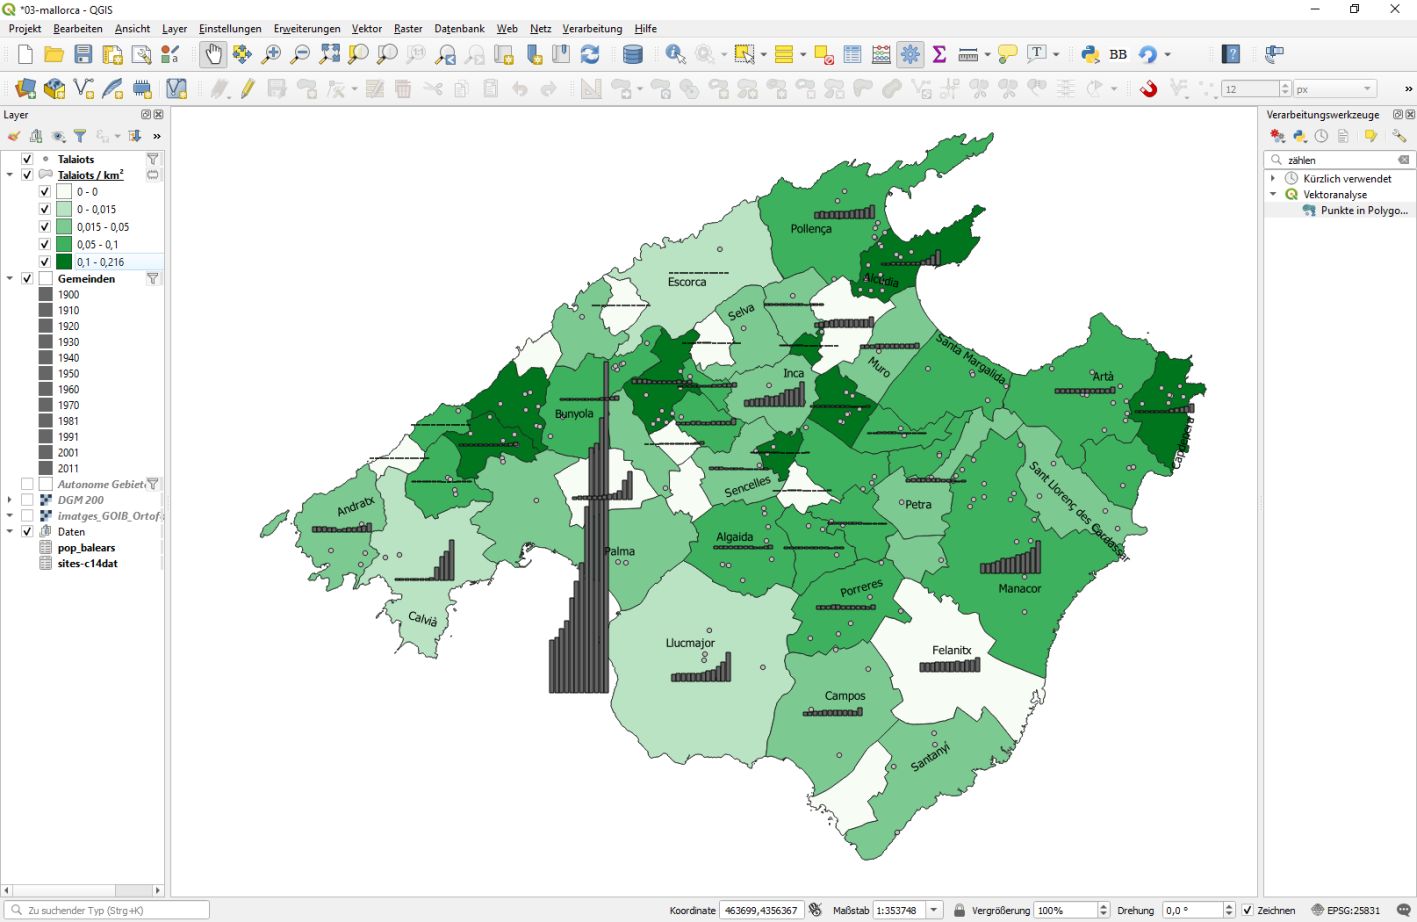 *03-mallorca - QGIS
Projekt Bearbeiten Ansicht Layer Einstellungen Erweiterungen Vektor Raster Datenbank Web Netz Verarbeitung Hilfe
BB
12 px
Layer
Talaiots
Talaiots / km²
0 - 0
0 - 0,015
0,015 - 0,05
0,05 - 0,1
0,1 - 0,216
Gemeinden
1900
1910
1920
1930
1940
1950
1960
1970
1981
1991
2001
2011
Autonome Gebiet
DGM 200
imatges_GOIB_Ortof
Daten
pop_balears
sites-c14dat
Pollença
Alcúdia
Escorca
Selva
Santa Margalida
Muro
Inca
Artà
Bunyola
Capdepera
Sant Llorenç des Cardassar
Sencelles
Andratx
Petra
Algaida
Palma
Porreres
Manacor
Calvià
Llucmajor
Felanitx
Campos
Santanyí
Verarbeitungswerkzeuge
zählen
Kürzlich verwendet
Vektoranalyse
Punkte in Polygo...
Zu suchender Typ (Strg+K)
Koordinate 463699,4356367 Maßstab 1:353748 Vergrößerung 100% Drehung 0,0 ° Zeichnen EPSG:25831